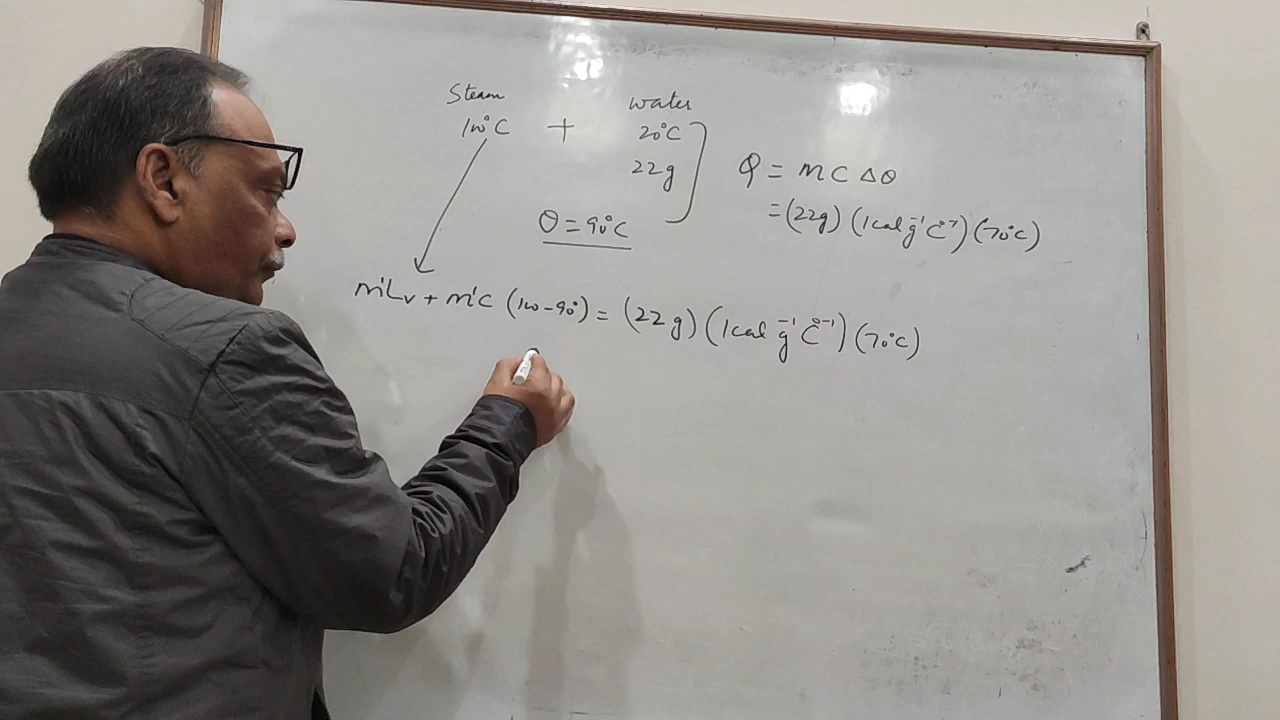 Steam water
100°C + 20°C
22g
θ = 90°C
Q = mcΔθ
= (22g) (1cal g⁻¹ C°⁻¹) (70°C)
m'Lv + m'c (100-90°) = (22g) (1cal g⁻¹ C°⁻¹) (70°C)